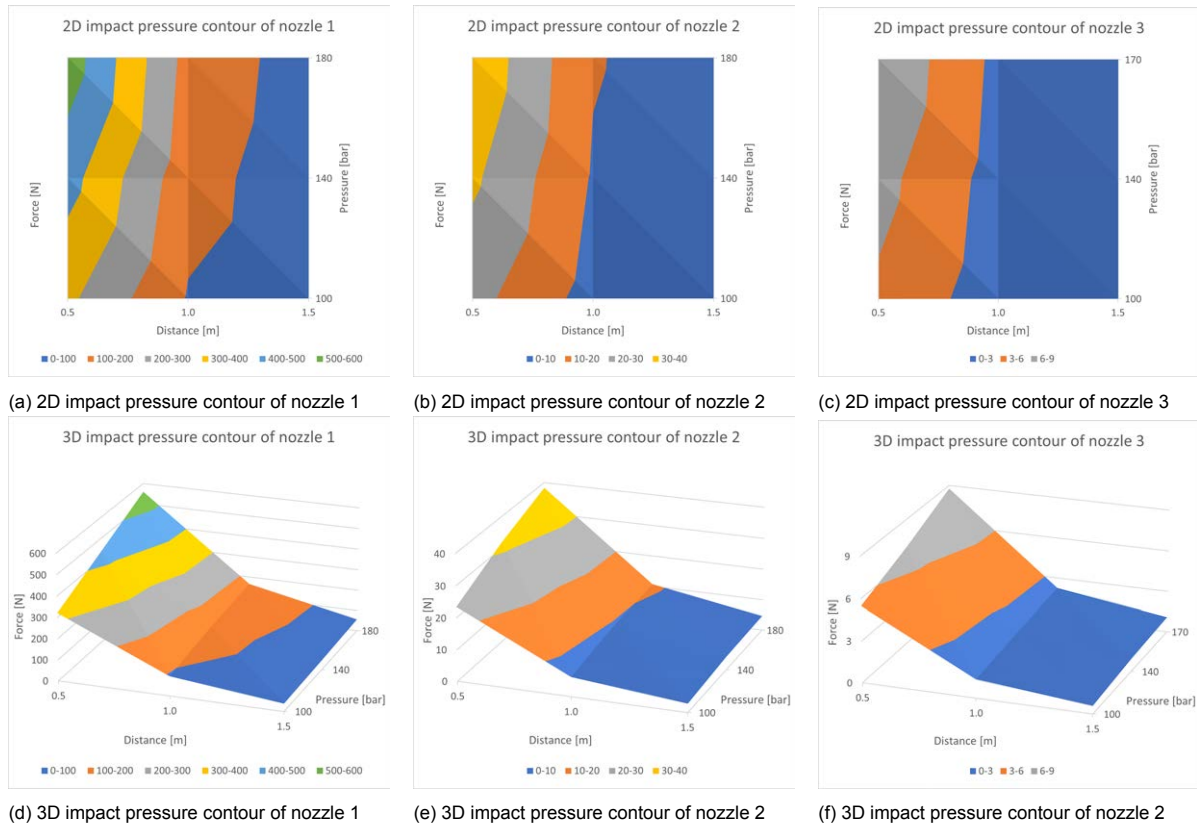 2D impact pressure contour of nozzle 1
180
140
100
Force [N]
Pressure [bar]
0.5 1.0 1.5
Distance [m]
0-100 100-200 200-300 300-400 400-500 500-600
(a) 2D impact pressure contour of nozzle 1
2D impact pressure contour of nozzle 2
180
140
100
Force [N]
Pressure [bar]
0.5 1.0 1.5
Distance [m]
0-10 10-20 20-30 30-40
(b) 2D impact pressure contour of nozzle 2
2D impact pressure contour of nozzle 3
170
140
100
Force [N]
Pressure [bar]
0.5 1.0 1.5
Distance [m]
0-3 3-6 6-9
(c) 2D impact pressure contour of nozzle 3
3D impact pressure contour of nozzle 1
600
500
400
300
200
100
0
Force [N]
0.5
1.0
1.5
Distance [m]
180
140
100
Pressure [bar]
0-100 100-200 200-300 300-400 400-500 500-600
(d) 3D impact pressure contour of nozzle 1
3D impact pressure contour of nozzle 2
40
30
20
10
0
Force [N]
0.5
1.0
1.5
Distance [m]
180
140
100
Pressure [bar]
0-10 10-20 20-30 30-40
(e) 3D impact pressure contour of nozzle 2
3D impact pressure contour of nozzle 3
9
6
3
0
Force [N]
0.5
1.0
1.5
Distance [m]
170
140
100
Pressure [bar]
0-3 3-6 6-9
(f) 3D impact pressure contour of nozzle 2